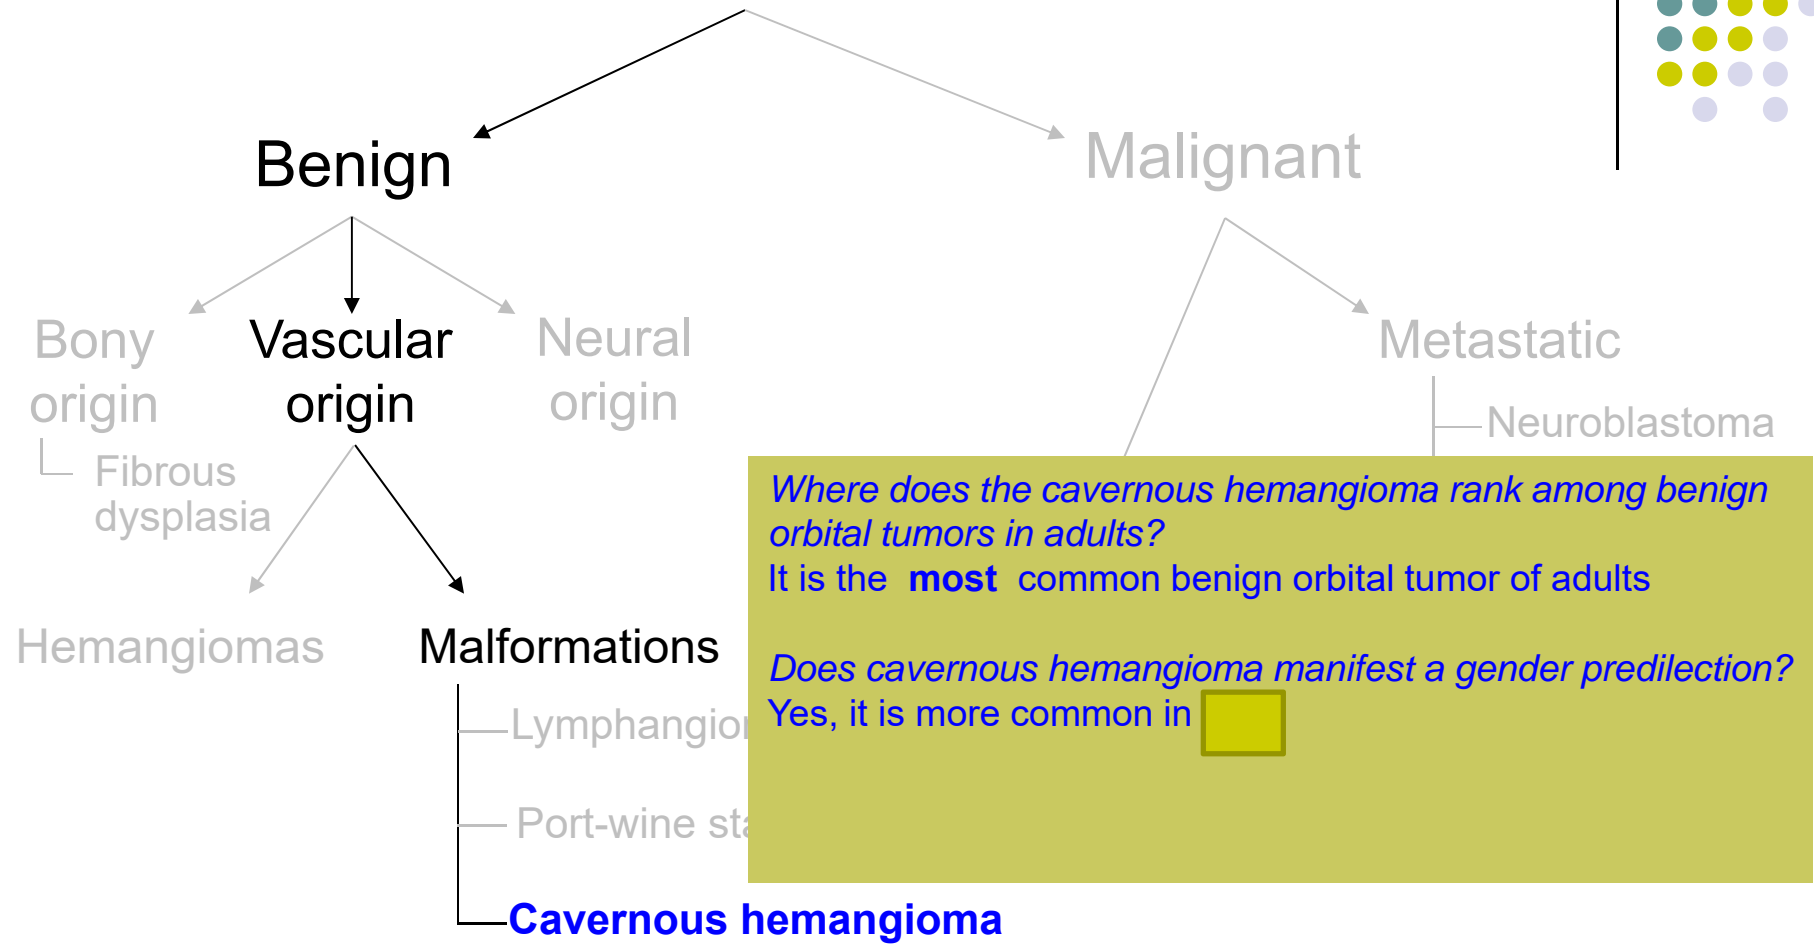 Benign
Malignant
Bony
origin
Vascular
origin
Neural
origin
Metastatic
Neuroblastoma
Fibrous
dysplasia
Where does the cavernous hemangioma rank among benign
orbital tumors in adults?
It is the most common benign orbital tumor of adults
Does cavernous hemangioma manifest a gender predilection?
Yes, it is more common in
Hemangiomas
Malformations
Port-wine
Cavernous hemangioma